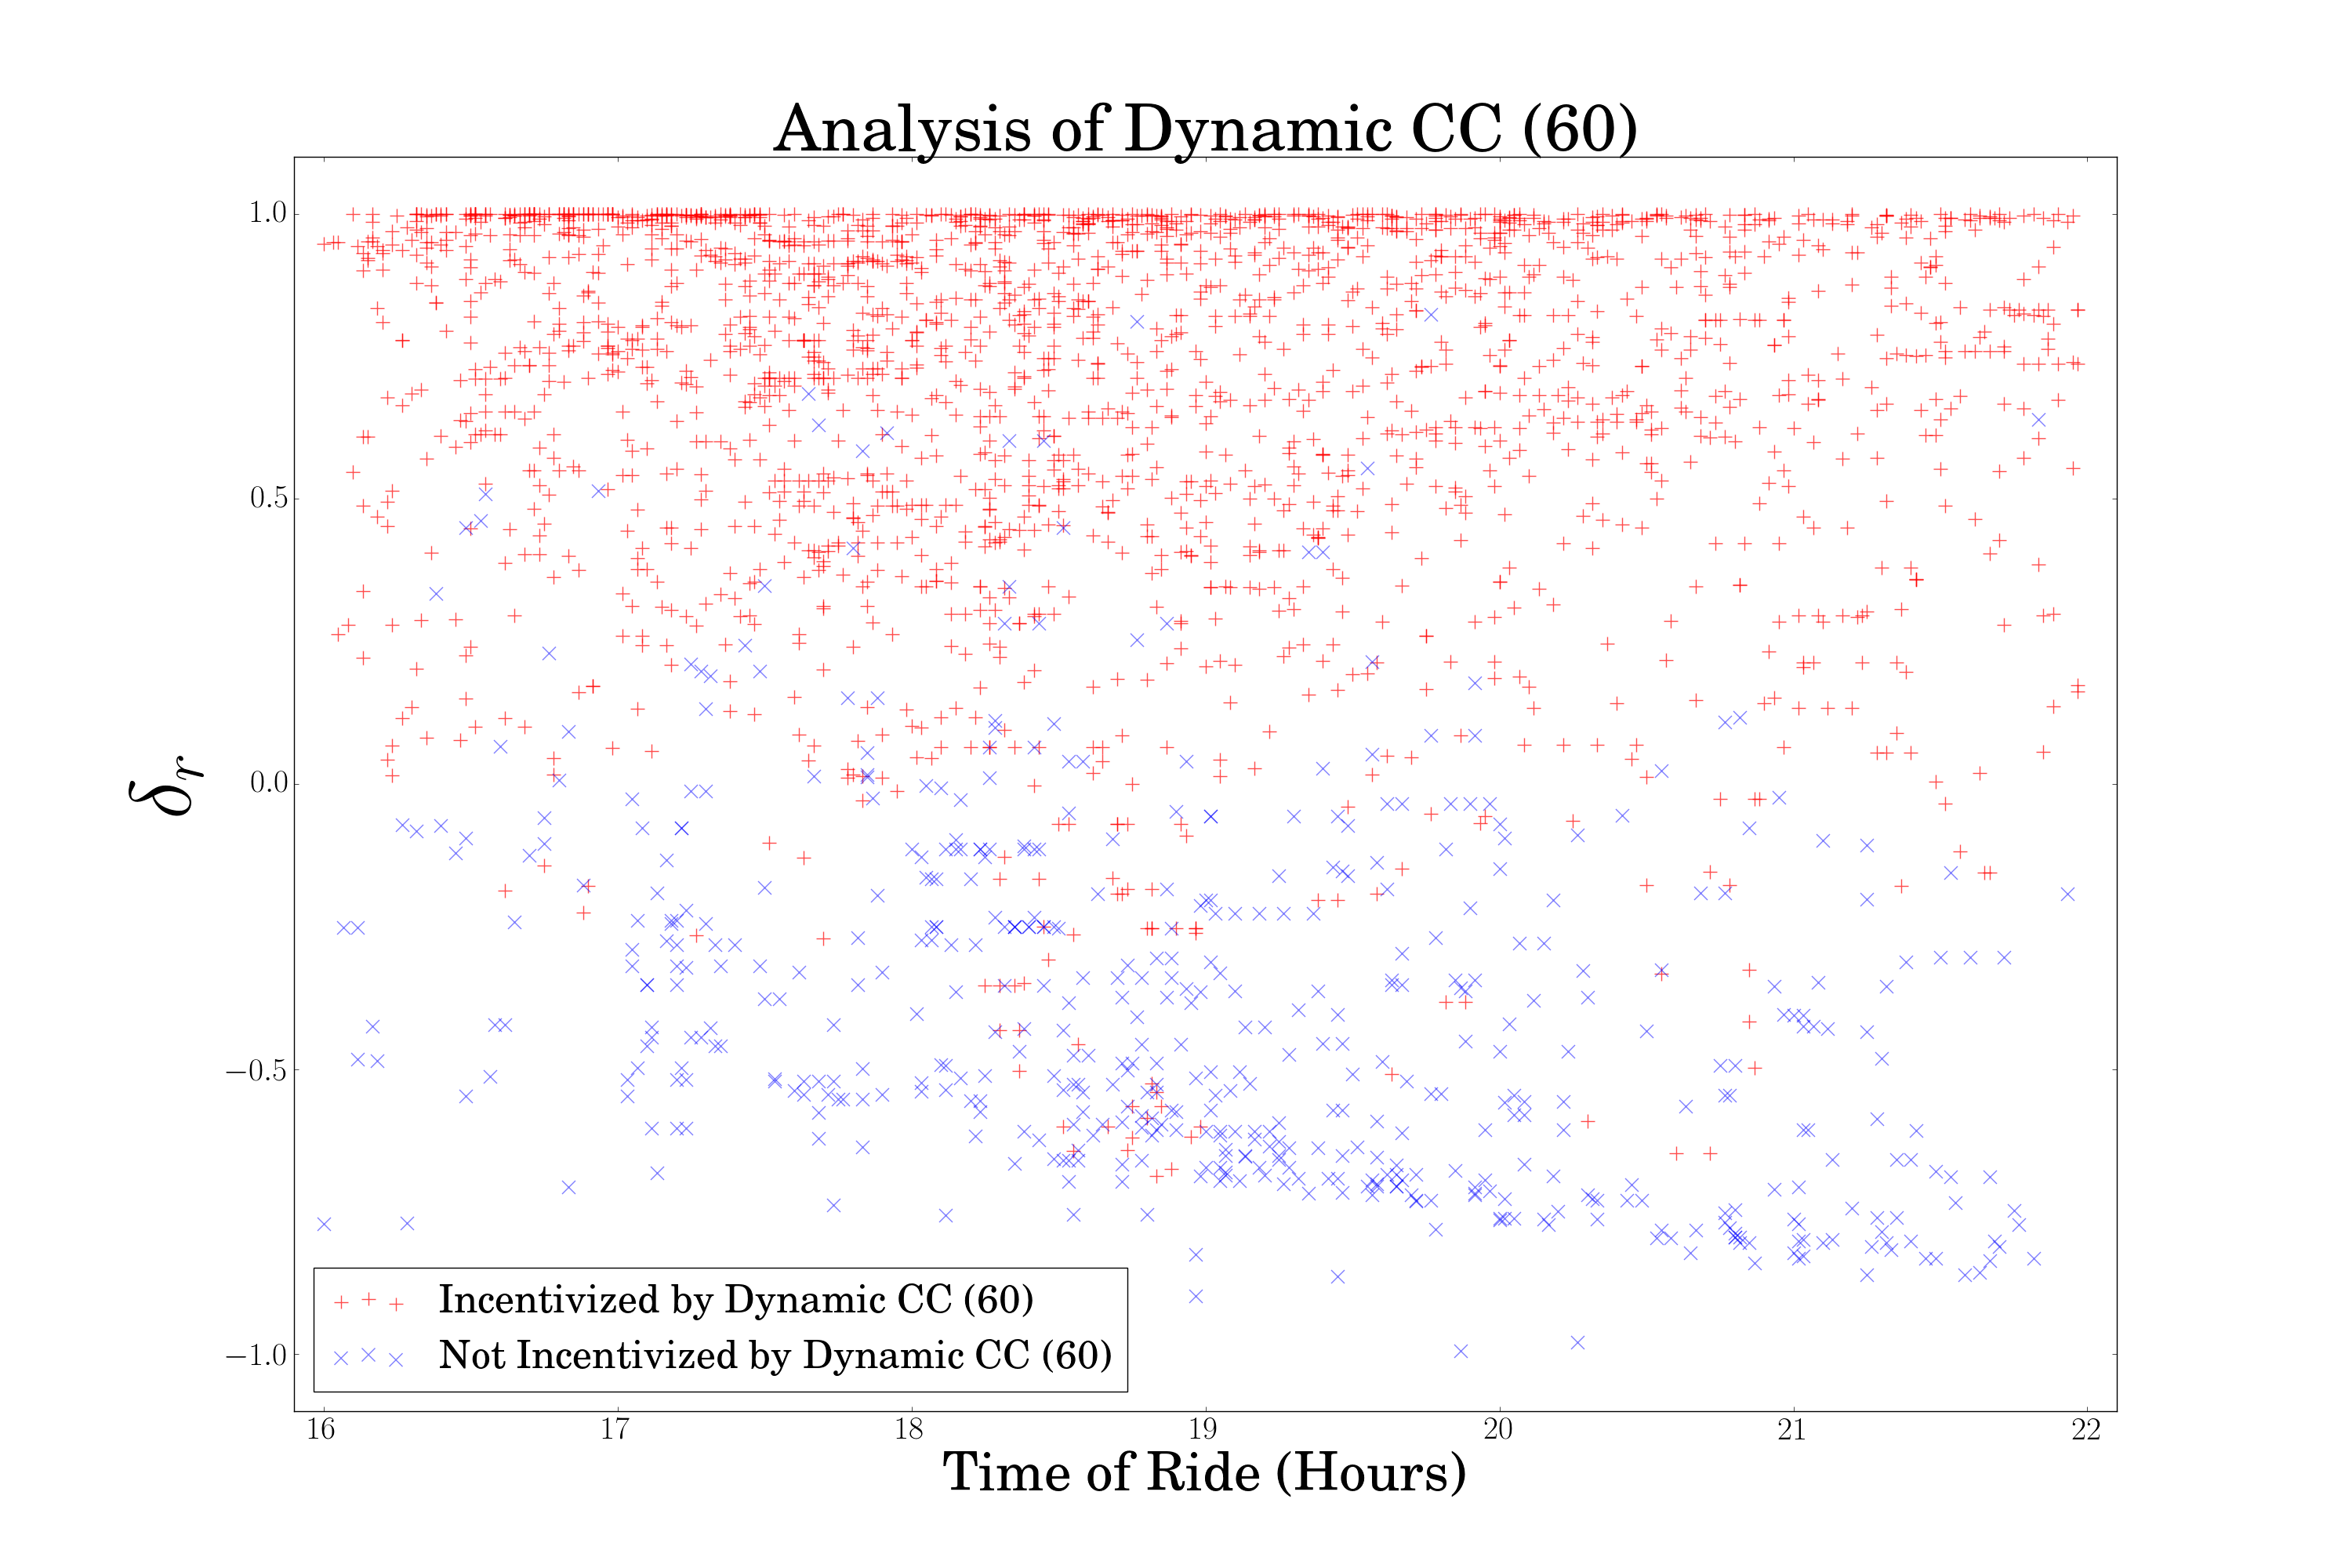 Analysis of Dynamic CC (60)
1.0
0.5
0.0
−0.5
−1.0
δr
Incentivized by Dynamic CC (60)
Not Incentivized by Dynamic CC (60)
16 17 18 19 20 21 22
Time of Ride (Hours)